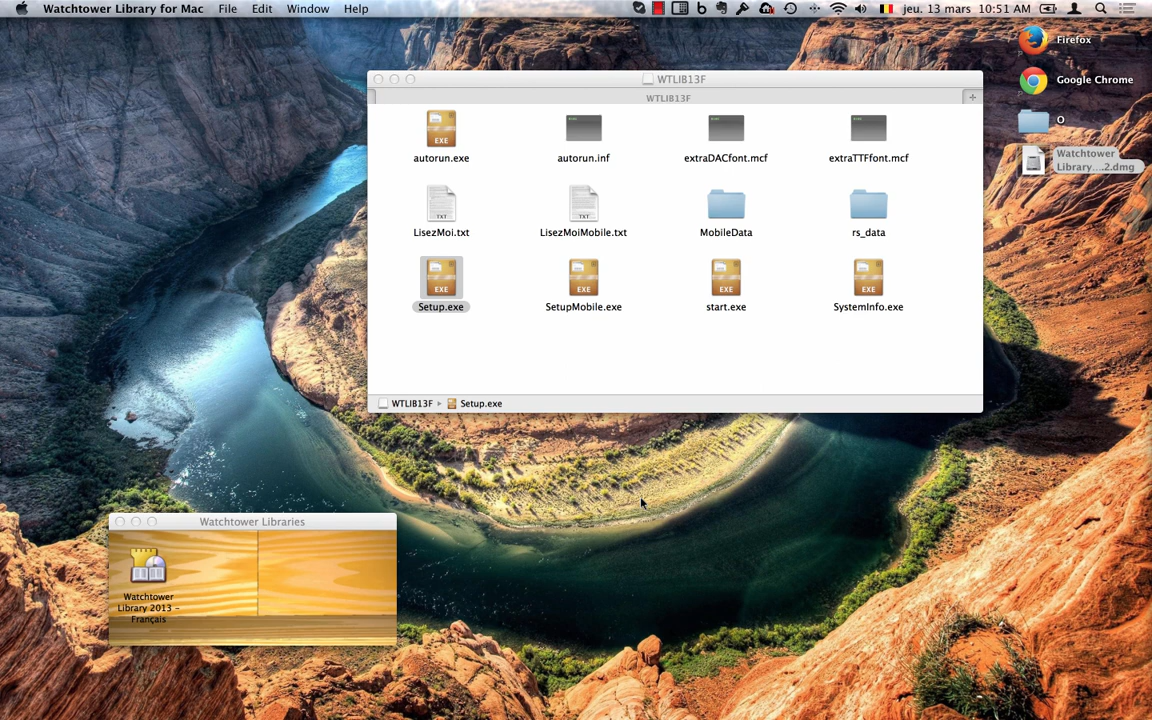 Watchtower Library for Mac File Edit Window Help
jeu. 13 mars 10:51 AM
Firefox
Google Chrome
O
Watchtower
Library....2.dmg
WTLIB13F
WTLIB13F
autorun.exe autorun.inf extraDACfont.mcf extraTTFfont.mcf
TXT TXT
LisezMoi.txt LisezMoiMobile.txt MobileData rs_data
EXE EXE EXE EXE EXE
Setup.exe SetupMobile.exe start.exe SystemInfo.exe
WTLIB13F Setup.exe
Watchtower Libraries
Watchtower
Library 2013 –
Français